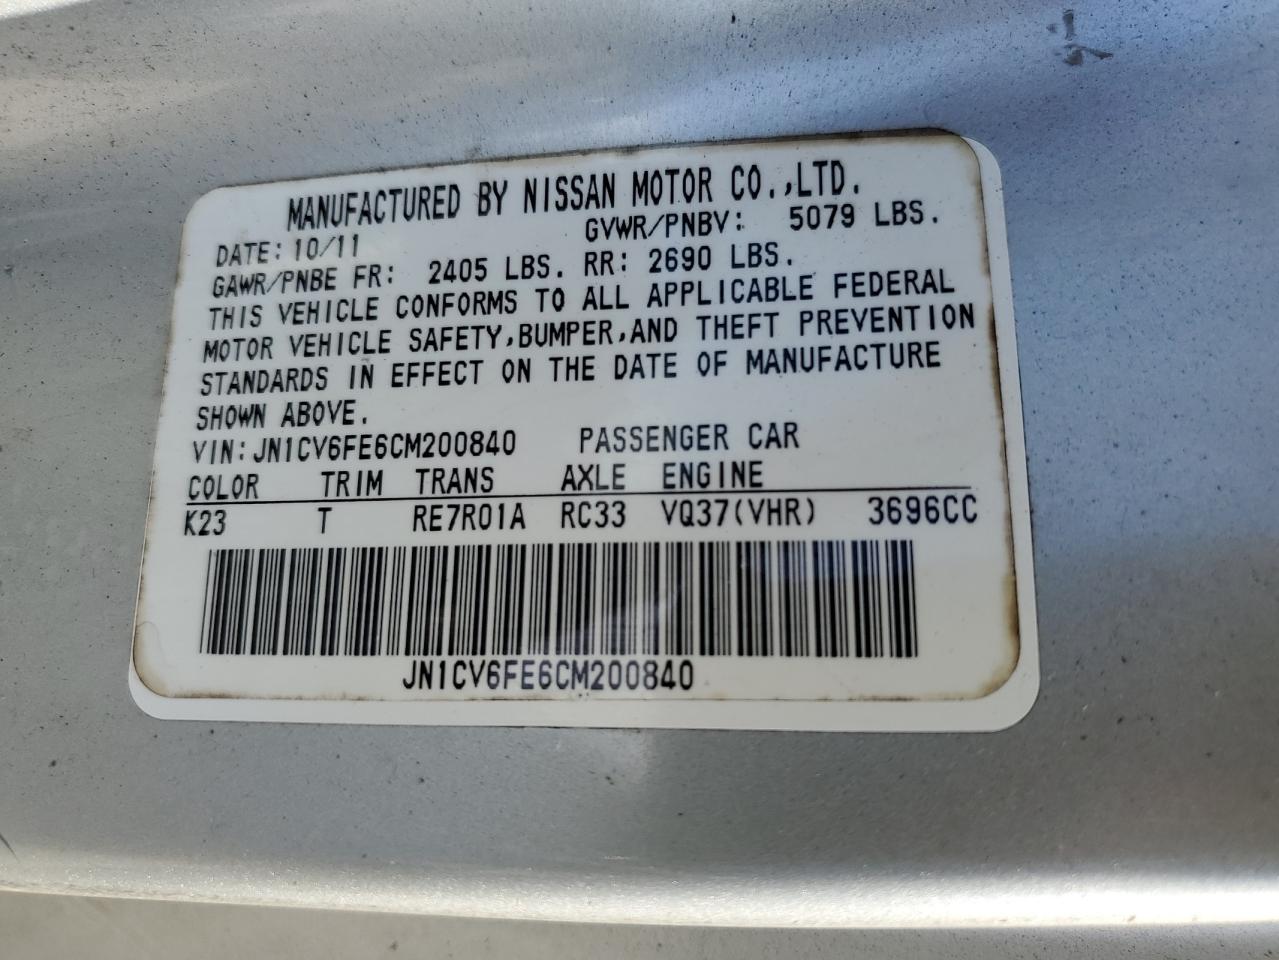 MANUFACTURED BY NISSAN MOTOR CO.,LTD.
DATE: 10/11 GVWR/PNBV: 5079 LBS.
GAWR/PNBE FR: 2405 LBS. RR: 2690 LBS.
THIS VEHICLE CONFORMS TO ALL APPLICABLE FEDERAL
MOTOR VEHICLE SAFETY,BUMPER,AND THEFT PREVENTION
STANDARDS IN EFFECT ON THE DATE OF MANUFACTURE
SHOWN ABOVE.
VIN: JN1CV6FE6CM200840 PASSENGER CAR
COLOR TRIM TRANS AXLE ENGINE
K23 T RE7R01A RC33 VQ37(VHR) 3696CC
JN1CV6FE6CM200840